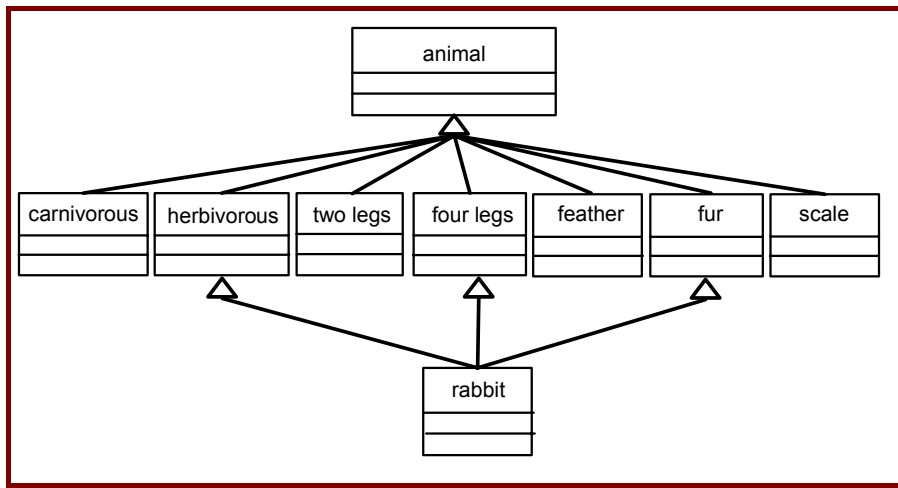 animal
carnivorous herbivorous two legs four legs feather fur scale
rabbit